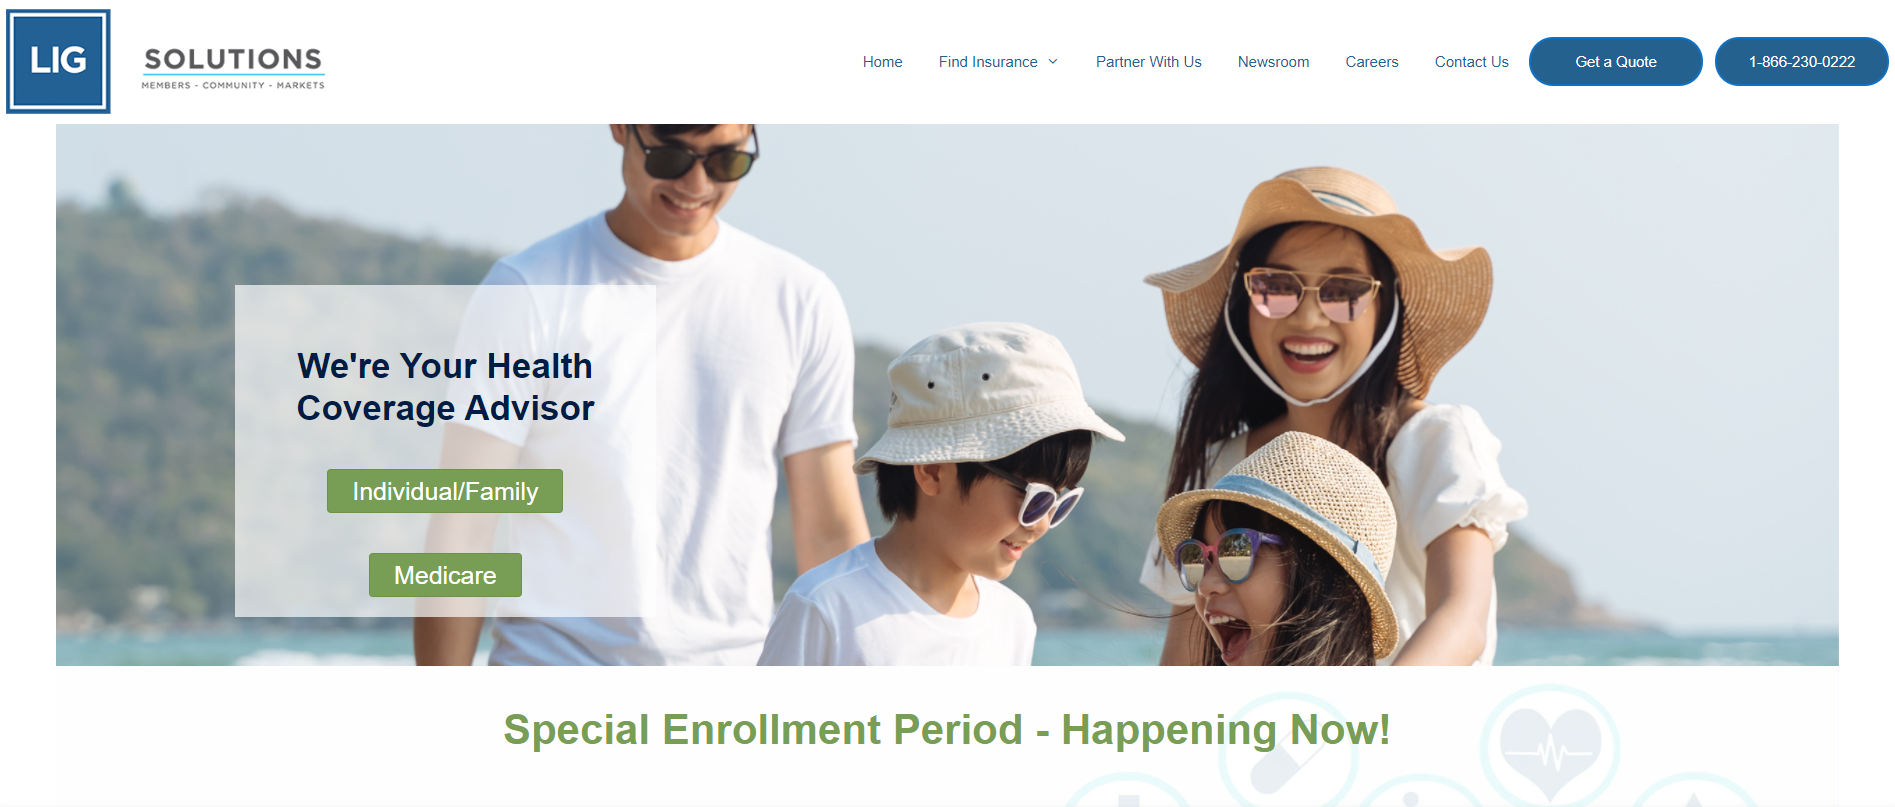 LIG
SOLUTIONS
MEMBERS - COMMUNITY - MARKETS
Home
Find Insurance
Partner With Us
Newsroom
Careers
Contact Us
Get a Quote
1-866-230-0222
We're Your Health
Coverage Advisor
Individual/Family
Medicare
Special Enrollment Period - Happening Now!